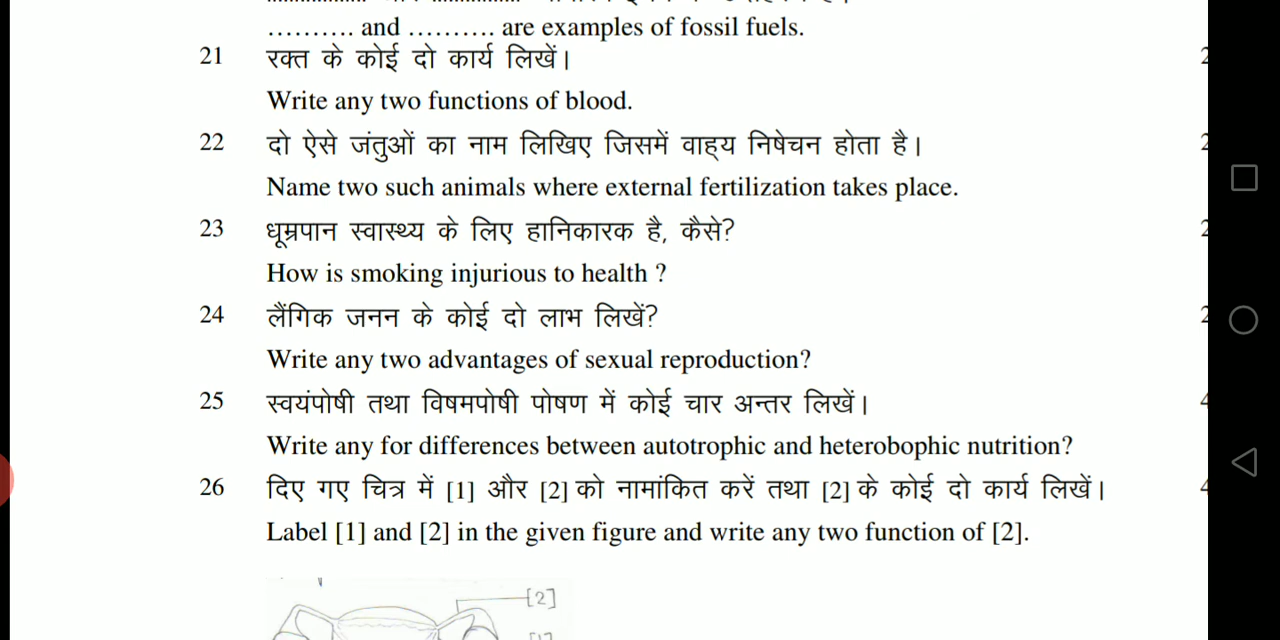 .......... and .......... are examples of fossil fuels.
21 रक्त के कोई दो कार्य लिखें।
Write any two functions of blood.
22 दो ऐसे जंतुओं का नाम लिखिए जिसमें वाह्य निषेचन होता है।
Name two such animals where external fertilization takes place.
23 धूम्रपान स्वास्थ्य के लिए हानिकारक है, कैसे?
How is smoking injurious to health ?
24 लैंगिक जनन के कोई दो लाभ लिखें?
Write any two advantages of sexual reproduction?
25 स्वयंपोषी तथा विषमपोषी पोषण में कोई चार अन्तर लिखें।
Write any for differences between autotrophic and heterobophic nutrition?
26 दिए गए चित्र में [1] और [2] को नामांकित करें तथा [2] के कोई दो कार्य लिखें।
Label [1] and [2] in the given figure and write any two function of [2].
[2]